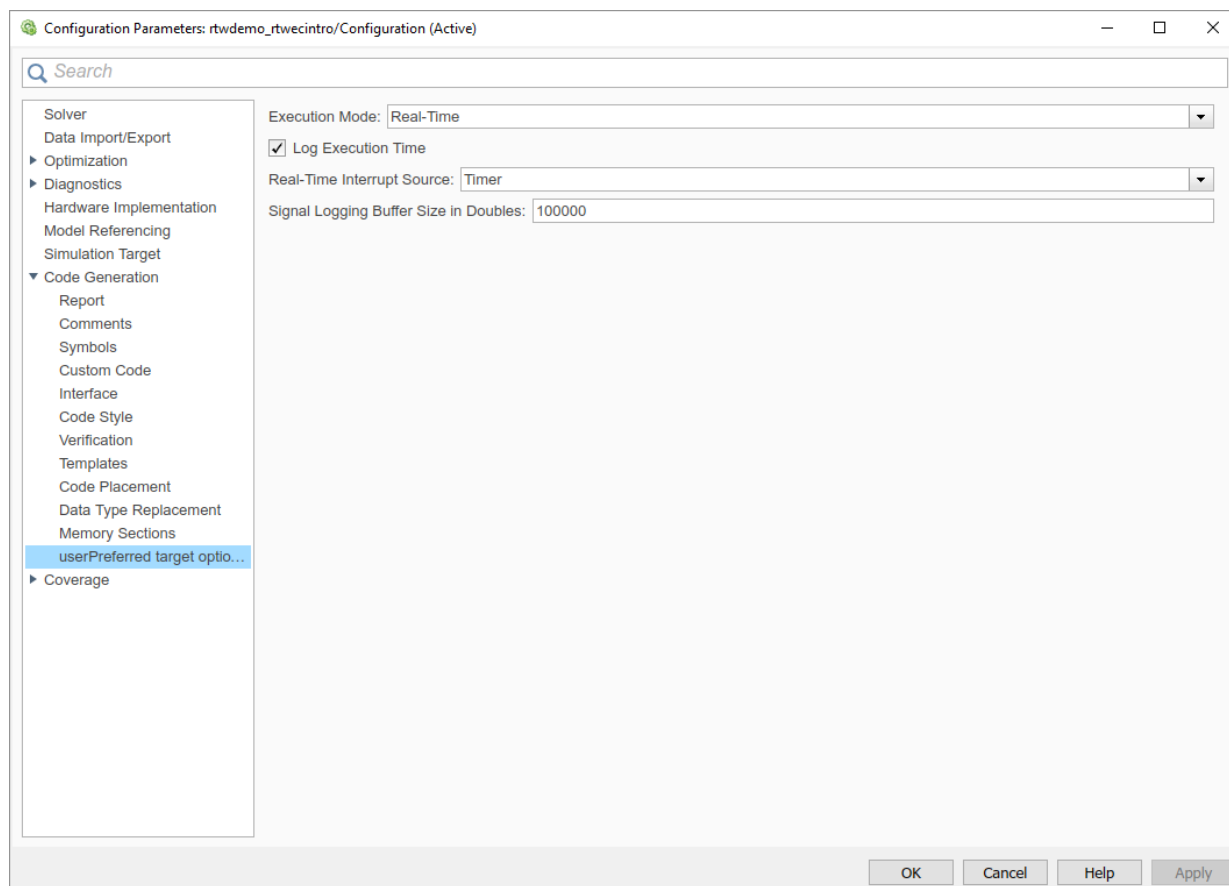 Configuration Parameters: rtwdemo_rtwecintro/Configuration (Active)
Search
Solver
Data Import/Export
Optimization
Diagnostics
Hardware Implementation
Model Referencing
Simulation Target
Code Generation
Report
Comments
Symbols
Custom Code
Interface
Code Style
Verification
Templates
Code Placement
Data Type Replacement
Memory Sections
userPreferred target optio...
Coverage
Execution Mode: Real-Time
Log Execution Time
Real-Time Interrupt Source: Timer
Signal Logging Buffer Size in Doubles: 100000
OK Cancel Help Apply